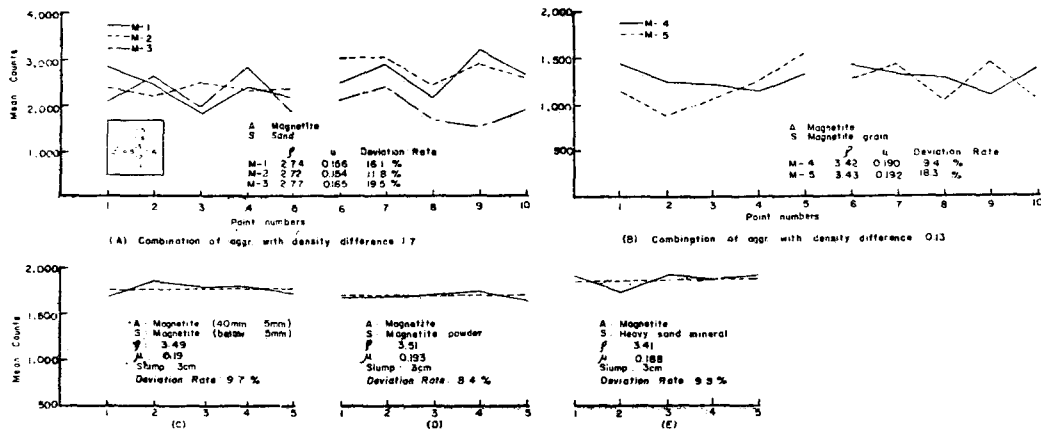 4,000
3,000
2,000
1,000
Mean Counts
M-1
M-2
M-3
A Magnetite
S Sand
ρ u Deviation Rate
M-1 2.74 0.166 16.1 %
M-2 2.72 0.164 11.8 %
M-3 2.77 0.165 19.5 %
1 2 3 4 5 6 7 8 9 10
Point numbers
(A) Combination of aggr. with density difference 1.7
2,000
1,500
1,000
500
M-4
M-5
A Magnetite
S Magnetite grain
ρ u Deviation Rate
M-4 3.42 0.190 9.4 %
M-5 3.43 0.192 18.3 %
1 2 3 4 5 6 7 8 9 10
Point numbers
(B) Combination of aggr. with density difference 0.13
2,000
1,500
1,000
500
Mean Counts
A Magnetite (40mm 5mm)
S Magnetite (below 5mm)
ρ 3.49
μ 0.19
Slump 3cm
Deviation Rate 9.7 %
1 2 3 4 5
(C)
A Magnetite
S Magnetite powder
ρ 3.51
μ 0.193
Slump 3cm
Deviation Rate 8.4 %
1 2 3 4 5
(D)
A Magnetite
S Heavy sand mineral
ρ 3.41
μ 0.188
Slump 3cm
Deviation Rate 9.9 %
1 2 3 4 5
(E)